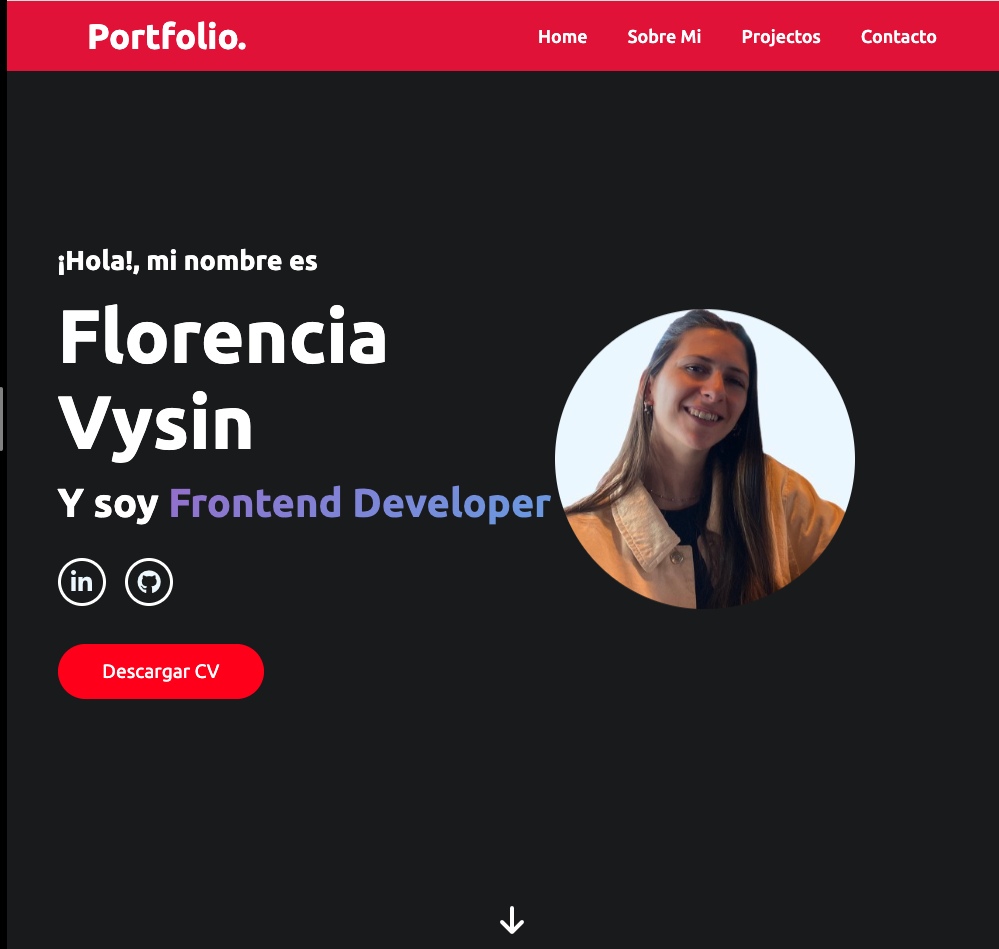 Portfolio.
Home Sobre Mi Projectos Contacto
¡Hola!, mi nombre es
Florencia
Vysin
Y soy Frontend Developer
in
Descargar CV